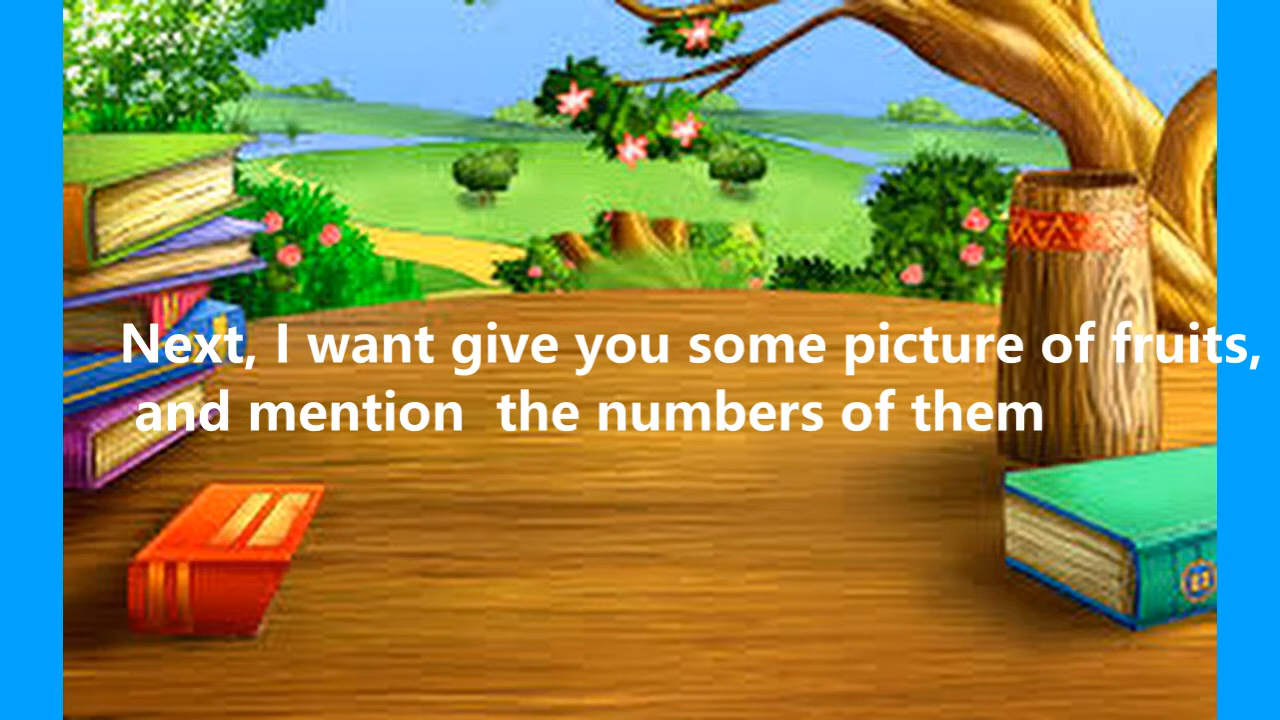 Next, I want give you some picture of fruits,
and mention  the numbers of them